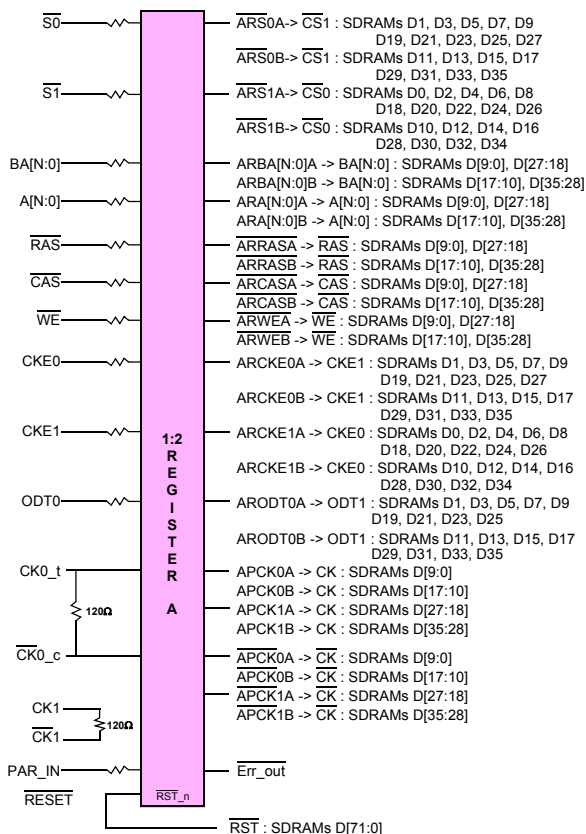 S0
ARS0A-> CS1 : SDRAMs D1, D3, D5, D7, D9
D19, D21, D23, D25, D27
ARS0B-> CS1 : SDRAMs D11, D13, D15, D17
D29, D31, D33, D35
S1
ARS1A-> CS0 : SDRAMs D0, D2, D4, D6, D8
D18, D20, D22, D24, D26
ARS1B-> CS0 : SDRAMs D10, D12, D14, D16
D28, D30, D32, D34
BA[N:0]
ARBA[N:0]A -> BA[N:0] : SDRAMs D[9:0], D[27:18]
ARBA[N:0]B -> BA[N:0] : SDRAMs D[17:10], D[35:28]
A[N:0]
ARA[N:0]A -> A[N:0] : SDRAMs D[9:0], D[27:18]
ARA[N:0]B -> A[N:0] : SDRAMs D[17:10], D[35:28]
RAS
ARRASA -> RAS : SDRAMs D[9:0], D[27:18]
ARRASB -> RAS : SDRAMs D[17:10], D[35:28]
CAS
ARCASA -> CAS : SDRAMs D[9:0], D[27:18]
ARCASB -> CAS : SDRAMs D[17:10], D[35:28]
WE
ARWEA -> WE : SDRAMs D[9:0], D[27:18]
ARWEB -> WE : SDRAMs D[17:10], D[35:28]
CKE0
ARCKE0A -> CKE1 : SDRAMs D1, D3, D5, D7, D9
D19, D21, D23, D25, D27
ARCKE0B -> CKE1 : SDRAMs D11, D13, D15, D17
D29, D31, D33, D35
CKE1
ARCKE1A -> CKE0 : SDRAMs D0, D2, D4, D6, D8
D18, D20, D22, D24, D26
ARCKE1B -> CKE0 : SDRAMs D10, D12, D14, D16
D28, D30, D32, D34
1:2
R
E
G
I
S
T
E
R
A
ODT0
ARODT0A -> ODT1 : SDRAMs D1, D3, D5, D7, D9
D19, D21, D23, D25
ARODT0B -> ODT1 : SDRAMs D11, D13, D15, D17
D29, D31, D33, D35
CK0_t
120Ω
CK0_c
APCK0A -> CK : SDRAMs D[9:0]
APCK0B -> CK : SDRAMs D[17:10]
APCK1A -> CK : SDRAMs D[27:18]
APCK1B -> CK : SDRAMs D[35:28]
APCK0A -> CK : SDRAMs D[9:0]
APCK0B -> CK : SDRAMs D[17:10]
APCK1A -> CK : SDRAMs D[27:18]
APCK1B -> CK : SDRAMs D[35:28]
CK1
120Ω
CK1
PAR_IN
Err_out
RESET
RST_n
RST : SDRAMs D[71:0]